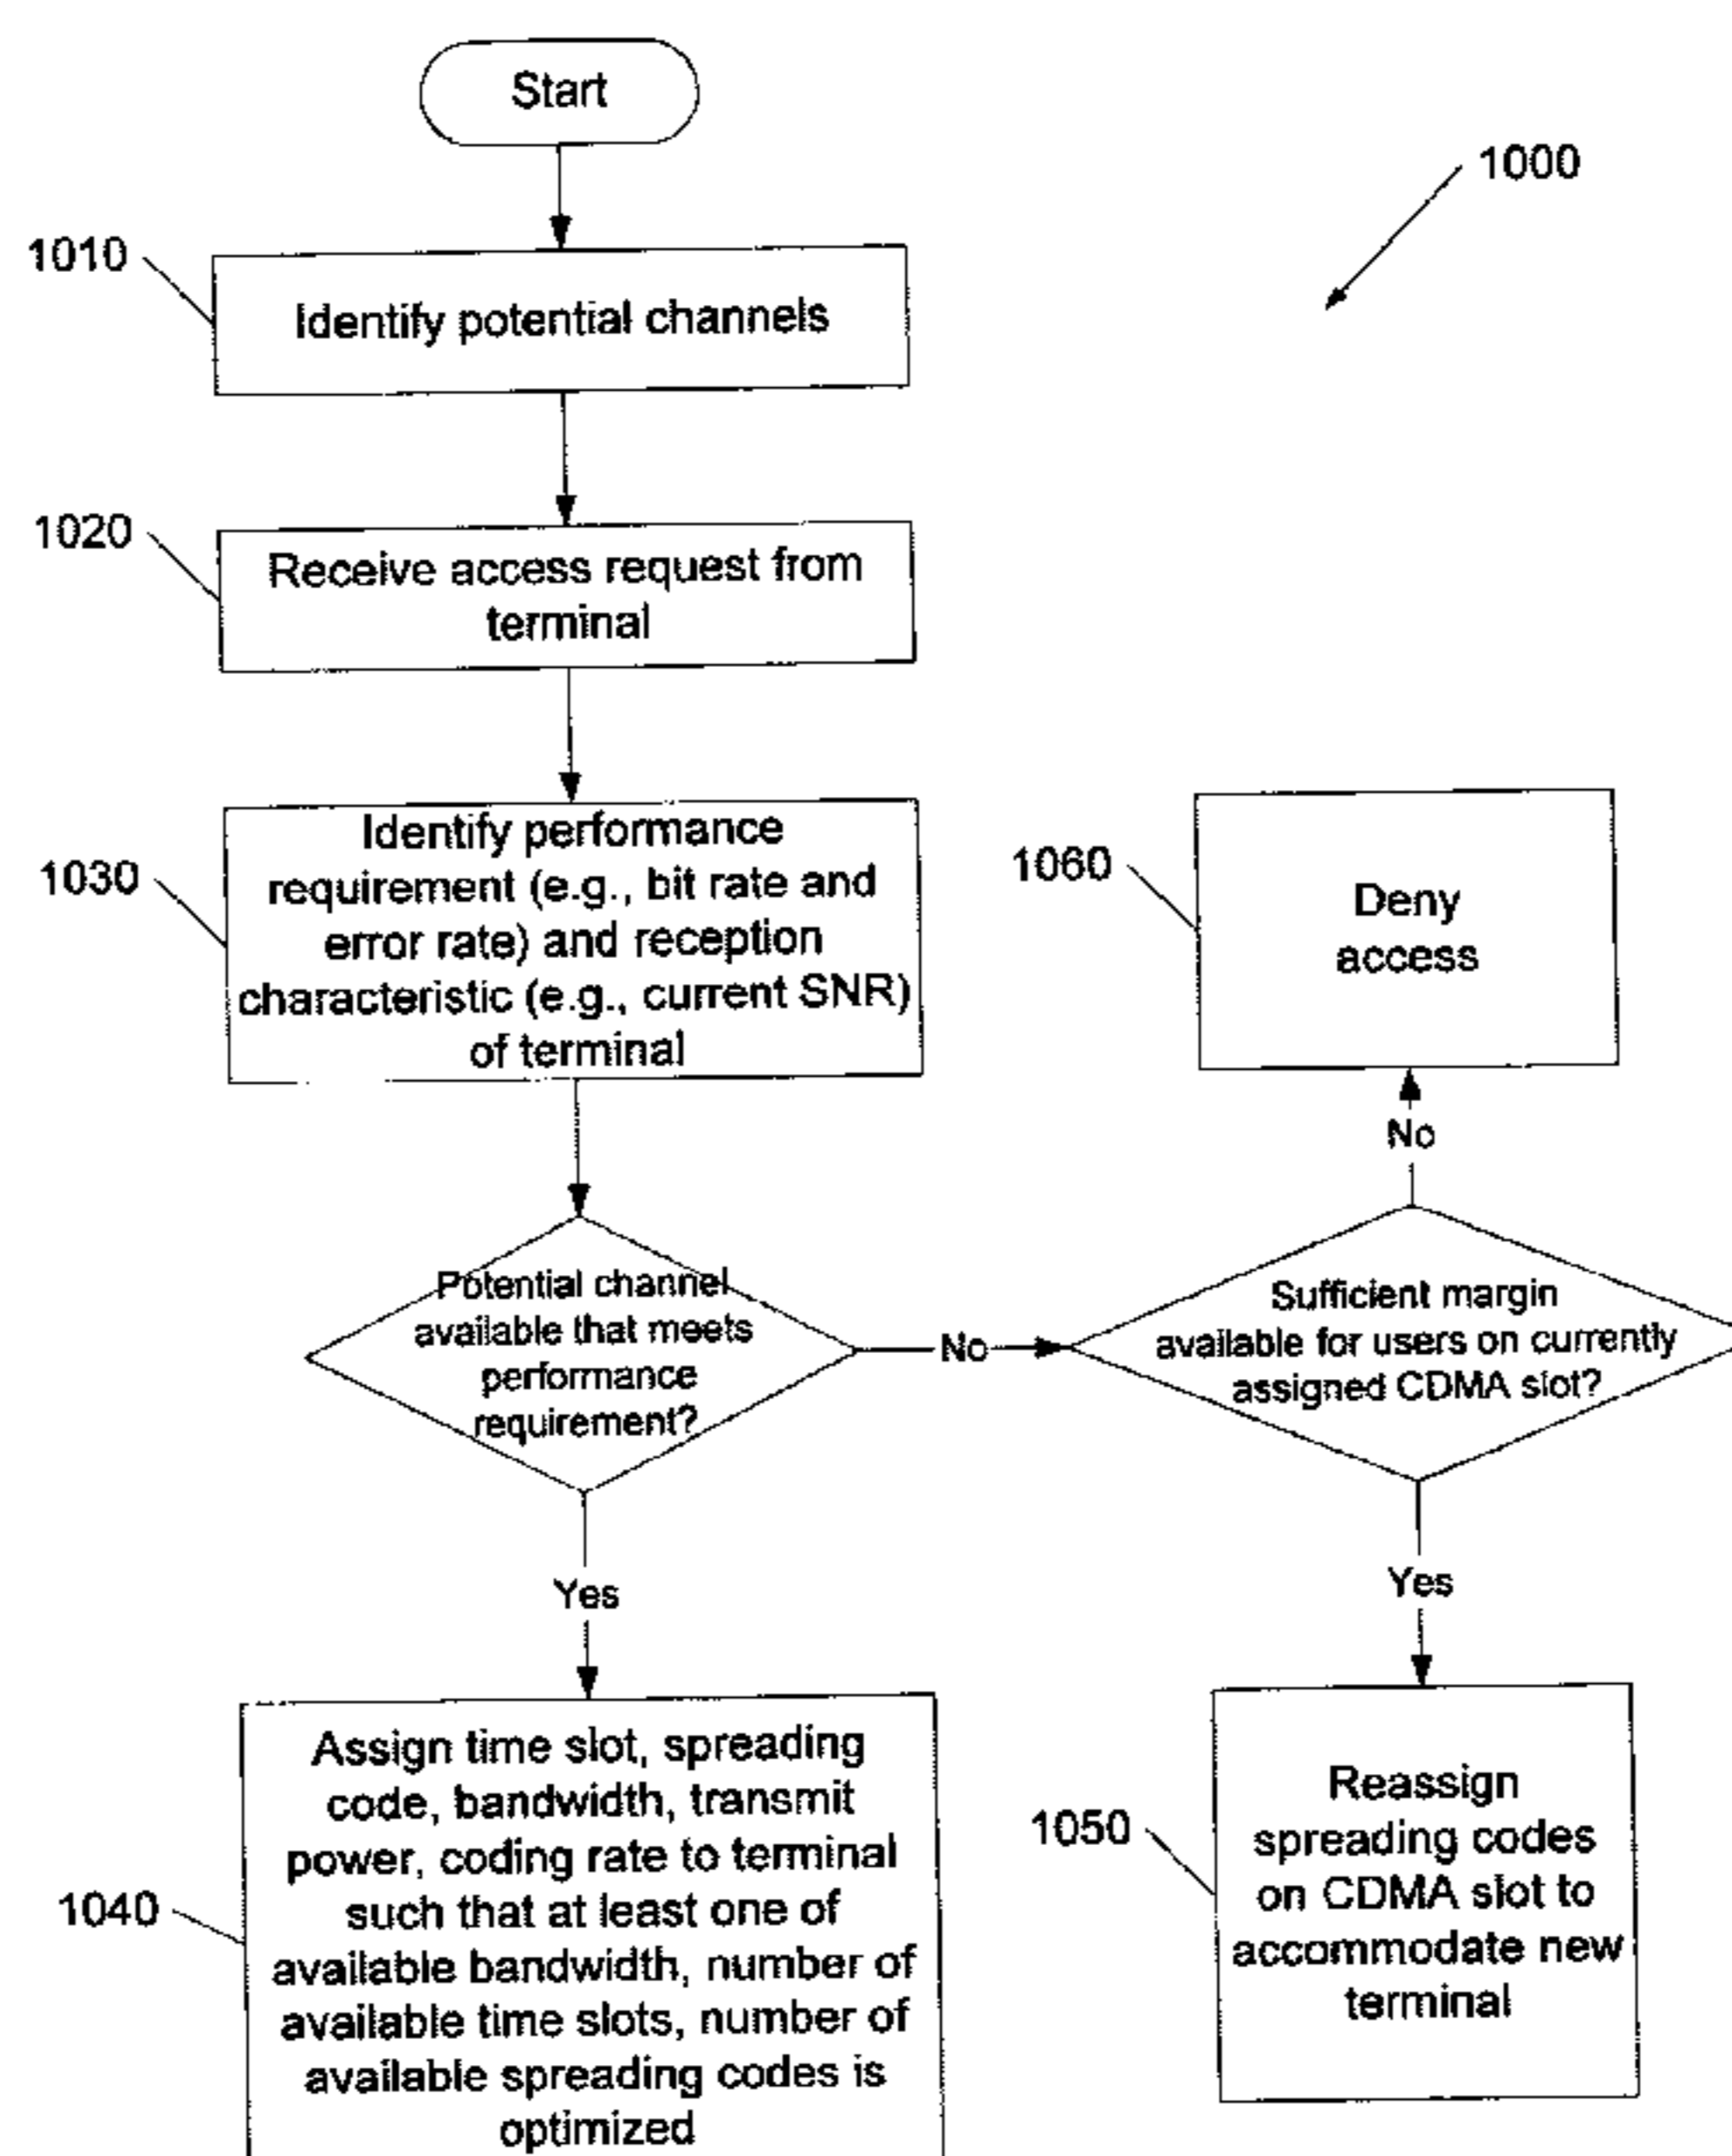 Start
1000
1010
Identify potential channels
1020
Receive access request from
terminal
1030
Identify performance
requirement (e.g., bit rate and
error rate) and reception
characteristic (e.g., current SNR)
of terminal
1060
Deny
access
No
Potential channel
available that meets
performance
requirement?
No
Sufficient margin
available for users on currently
assigned CDMA slot?
Yes
Yes
1040
Assign time slot, spreading
code, bandwidth, transmit
power, coding rate to terminal
such that at least one of
available bandwidth, number of
available time slots, number of
available spreading codes is
optimized
1050
Reassign
spreading codes
on CDMA slot to
accommodate new
terminal